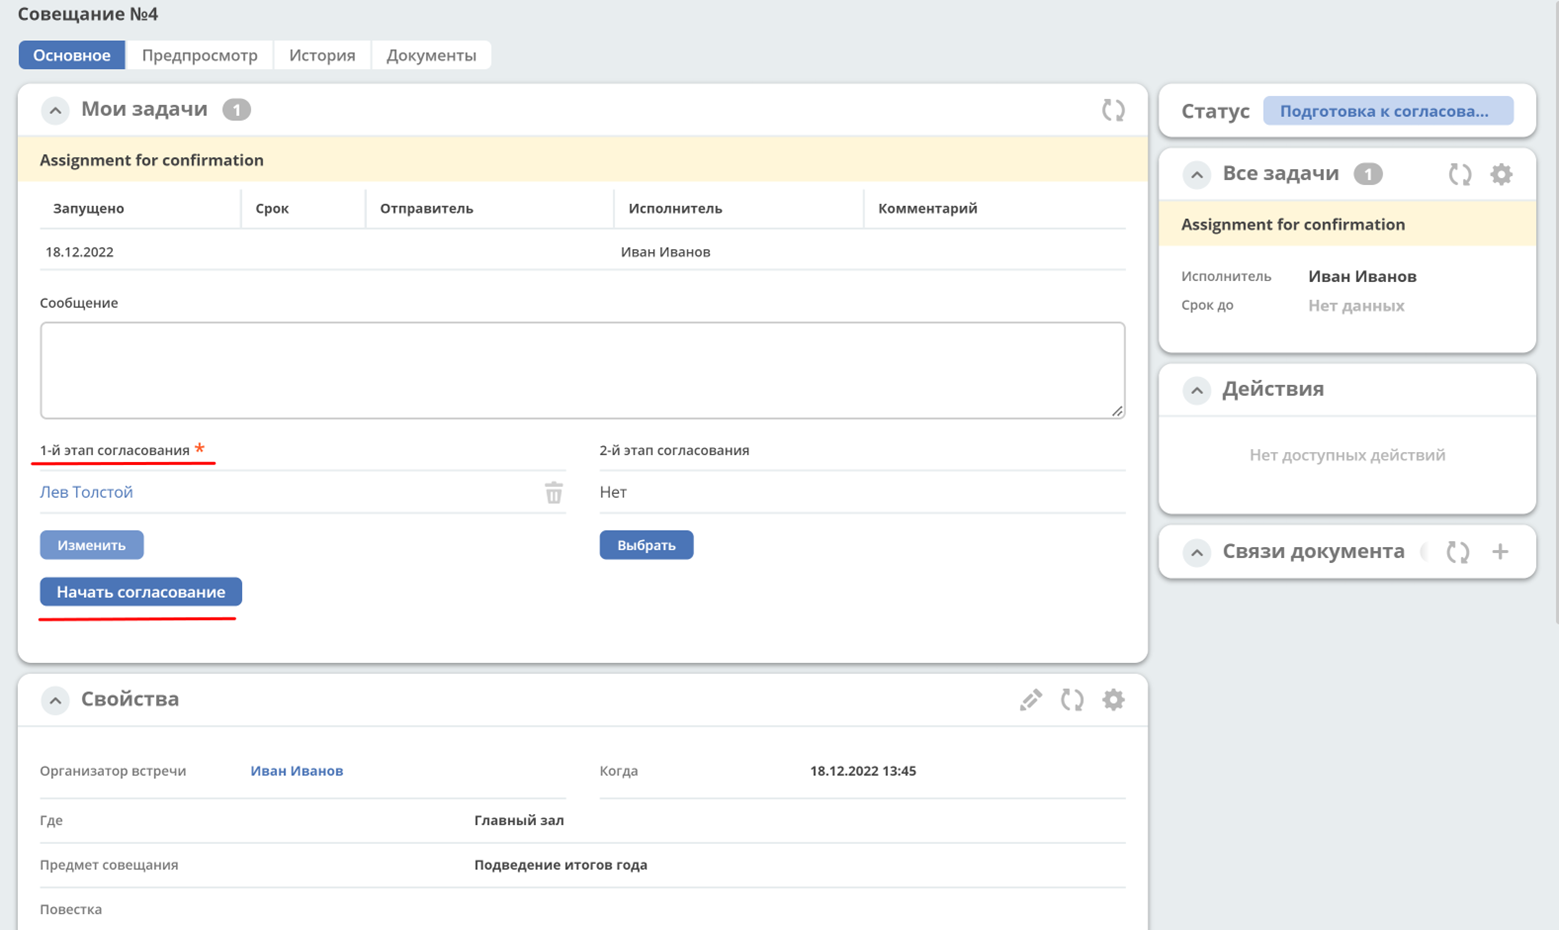 Совещание №4
Основное
Предпросмотр
История
Документы
Мои задачи 1
Assignment for confirmation
Запущено
Срок
Отправитель
Исполнитель
Комментарий
18.12.2022
Иван Иванов
Сообщение
1-й этап согласования *
2-й этап согласования
Лев Толстой
Нет
Изменить
Выбрать
Начать согласование
Свойства
Организатор встречи
Иван Иванов
Когда
18.12.2022 13:45
Где
Главный зал
Предмет совещания
Подведение итогов года
Повестка
Статус
Подготовка к согласова...
Все задачи 1
Assignment for confirmation
Исполнитель
Иван Иванов
Срок до
Нет данных
Действия
Нет доступных действий
Связи документа